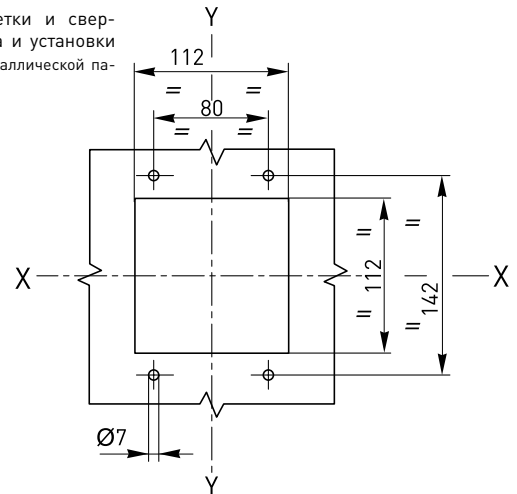 етки и свер-
а и установки
аллической па-
Y
112
= =
80
= =
X
X
= =
112
142
= =
Ø7
Y